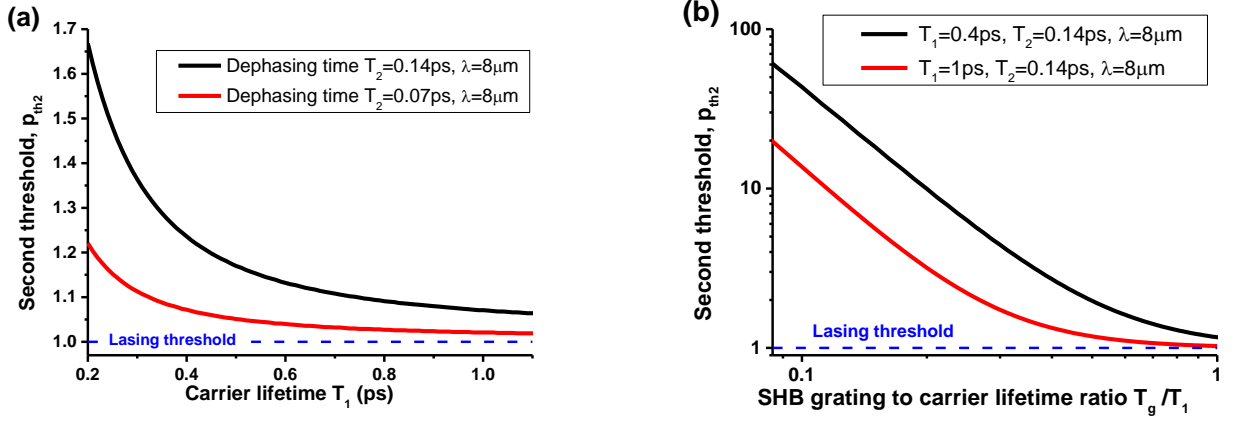 (a)
1.7
1.6
1.5
1.4
1.3
1.2
1.1
1.0
Second threshold, p_th2
Dephasing time T_2=0.14ps, λ=8μm
Dephasing time T_2=0.07ps, λ=8μm
Lasing threshold
0.2 0.4 0.6 0.8 1.0
Carrier lifetime T_1 (ps)
(b)
100
10
1
Second threshold, p_th2
T_1=0.4ps, T_2=0.14ps, λ=8μm
T_1=1ps, T_2=0.14ps, λ=8μm
Lasing threshold
0.1 1
SHB grating to carrier lifetime ratio T_g /T_1